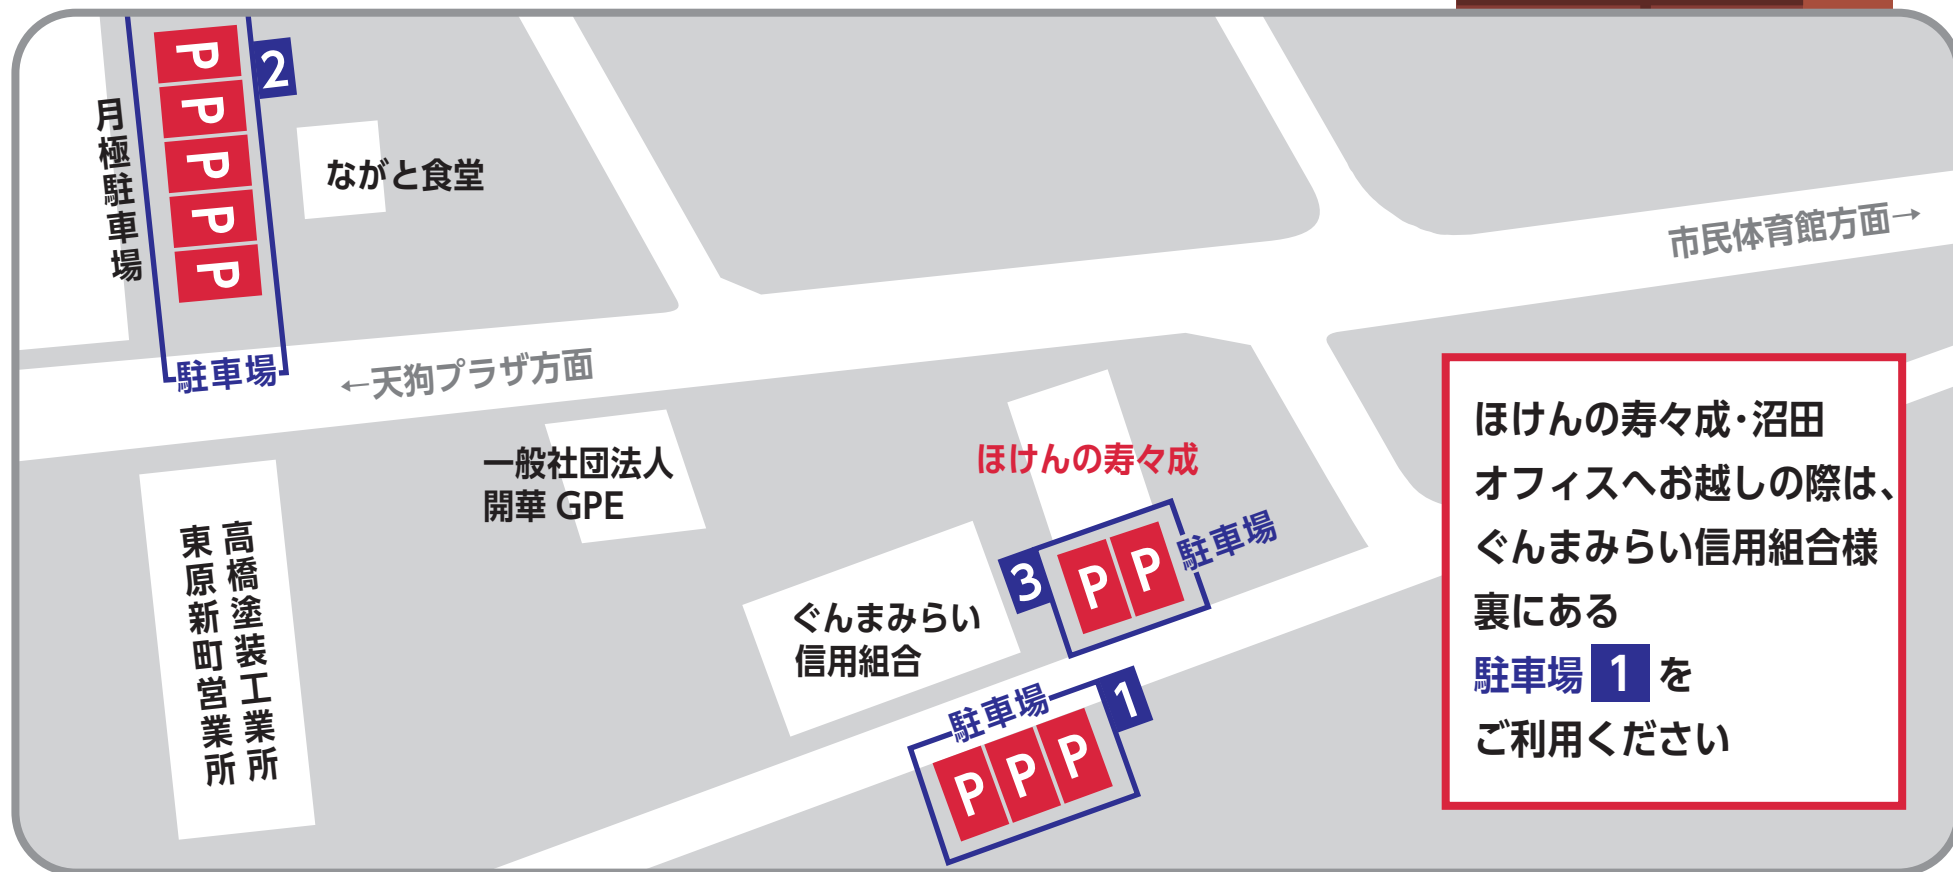 2
P
P
P
P
P
月極駐車場
ながと食堂
駐車場
←天狗プラザ方面
市民体育館方面→
一般社団法人
開華 GPE
ほけんの寿々成
高橋塗装工業所
東原新町営業所
ぐんまみらい
信用組合
3
P P
駐車場
駐車場
1
P P P
ほけんの寿々成・沼田
オフィスへお越しの際は、
ぐんまみらい信用組合様
裏にある
駐車場 1 を
ご利用ください